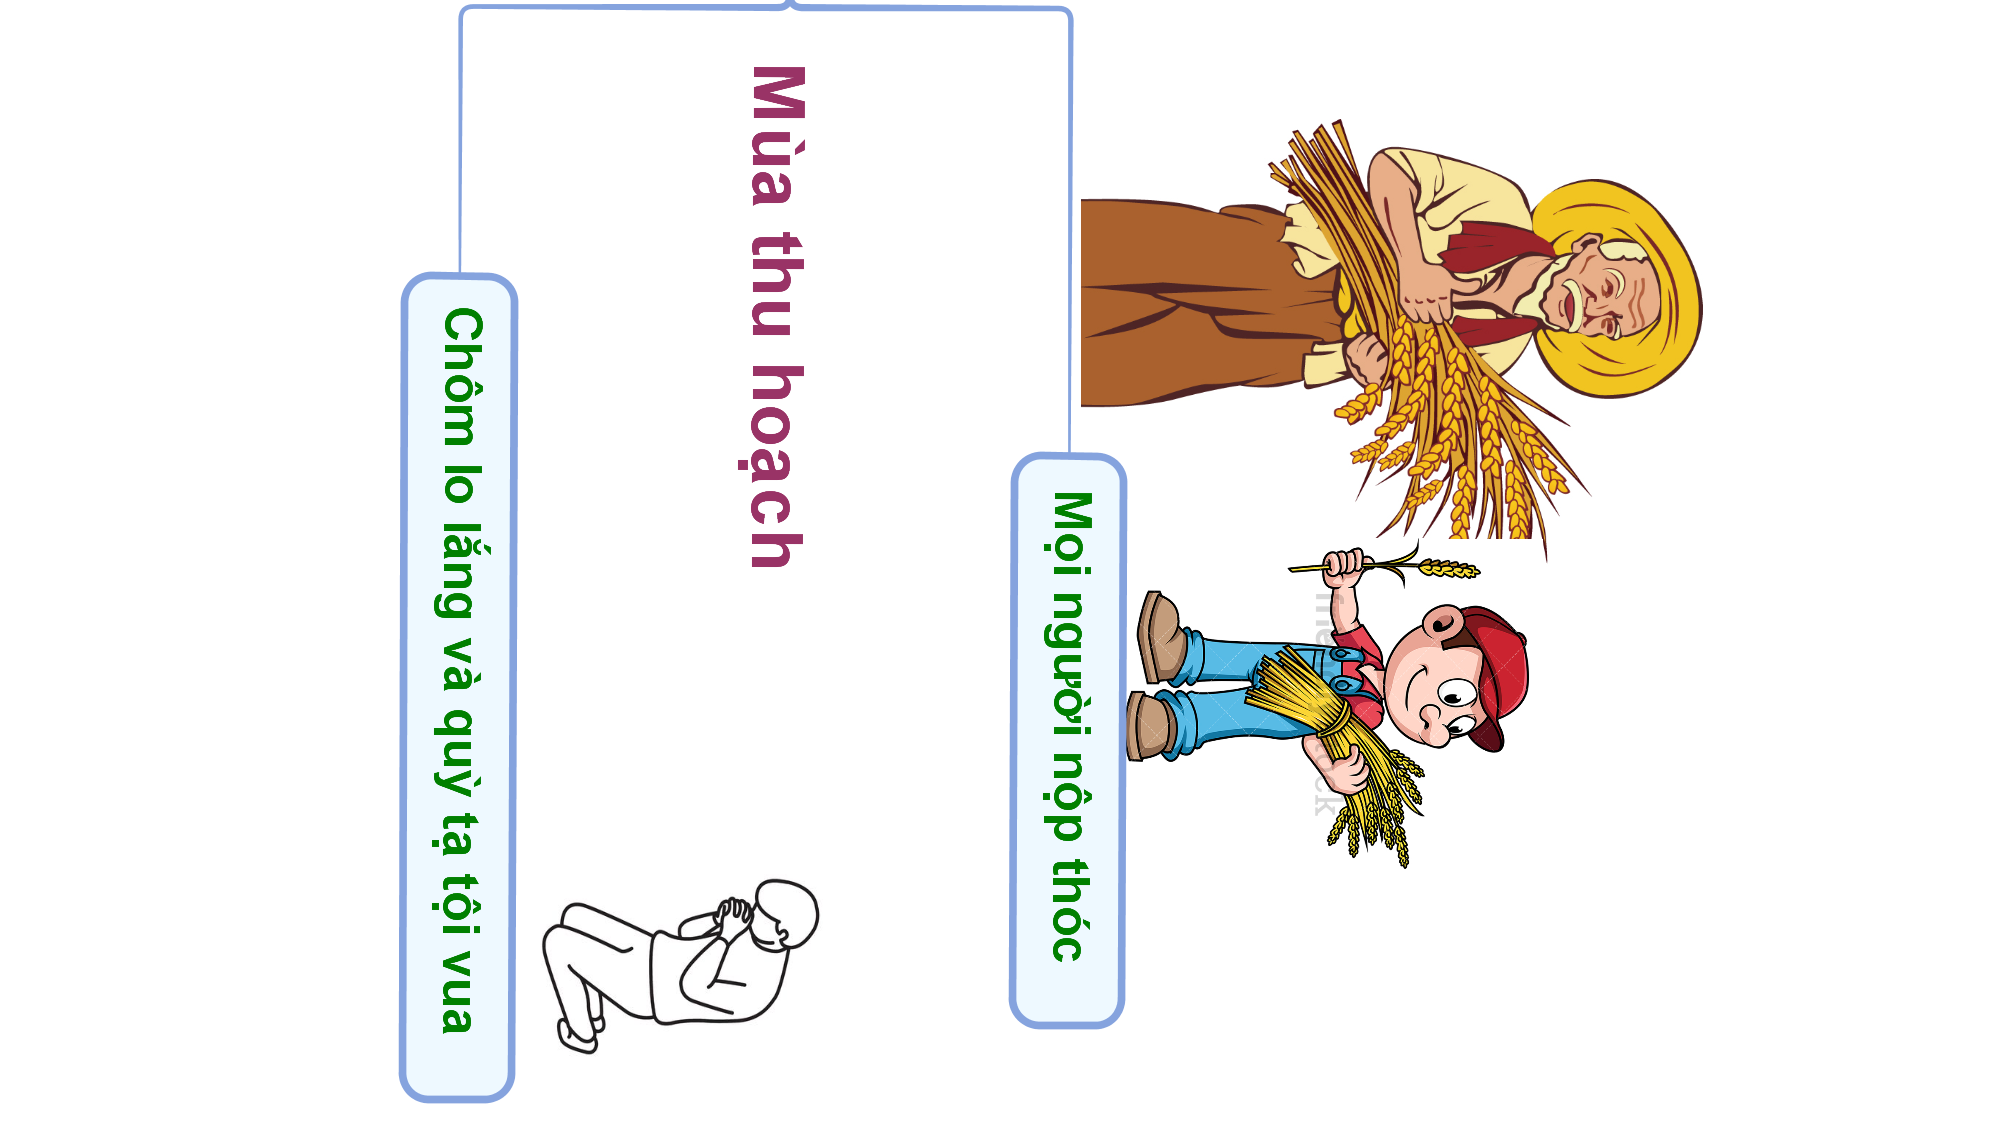 Mọi người nộp thóc
Mùa thu hoạch
Chôm lo lắng và quỳ tạ tội vua